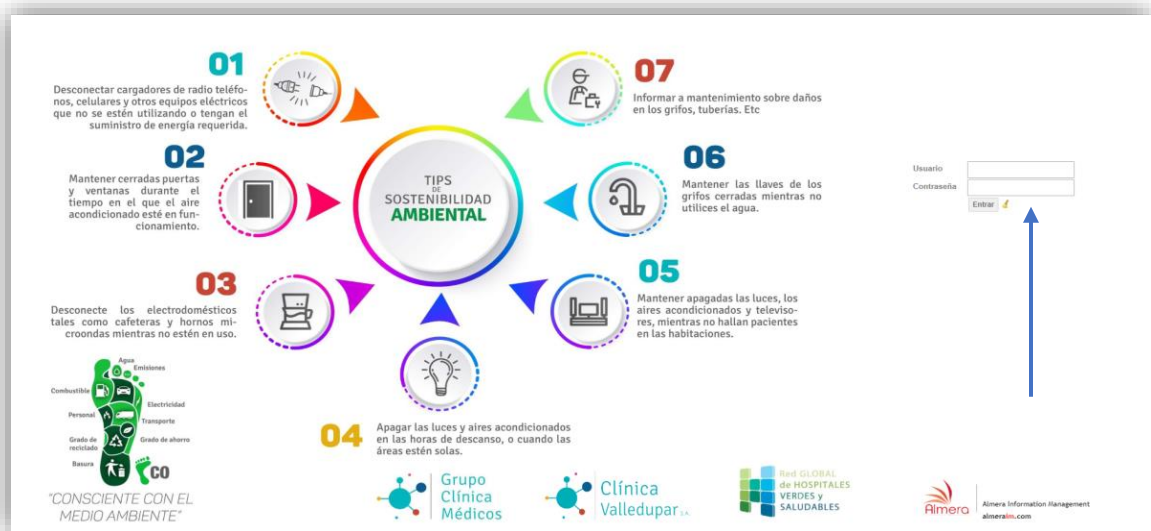 01
Desconectar cargadores de radio teléfo-
nos, celulares y otros equipos eléctricos
que no se estén utilizando o tengan el
suministro de energía requerida.
02
Mantener cerradas puertas
y ventanas durante el
tiempo en el que el aire
acondicionado esté en fun-
cionamiento.
03
Desconecte los electrodomésticos
tales como cafeteras y hornos mi-
croondas mientras no estén en uso.
TIPS
DE
SOSTENIBILIDAD
AMBIENTAL
04
Apagar las luces y aires acondicionados
en las horas de descanso, o cuando las
áreas estén solas.
05
Mantener apagadas las luces, los
aires acondicionados y televiso-
res, mientras no hallan pacientes
en las habitaciones.
06
Mantener las llaves de los
grifos cerradas mientras no
utilices el agua.
07
Informar a mantenimiento sobre daños
en los grifos, tuberías. Etc
Usuario
Contraseña
Entrar
Agua
Emisiones
Combustible
Electricidad
Personal
Transporte
Grado de
reciclado
Grado de ahorro
Basura
CO
"CONSCIENTE CON EL
MEDIO AMBIENTE"
Grupo
Clínica
Médicos
Clínica
Valledupar S.A.
Red GLOBAL
de HOSPITALES
VERDES y
SALUDABLES
Almera
Almera Information Management
almeraim.com